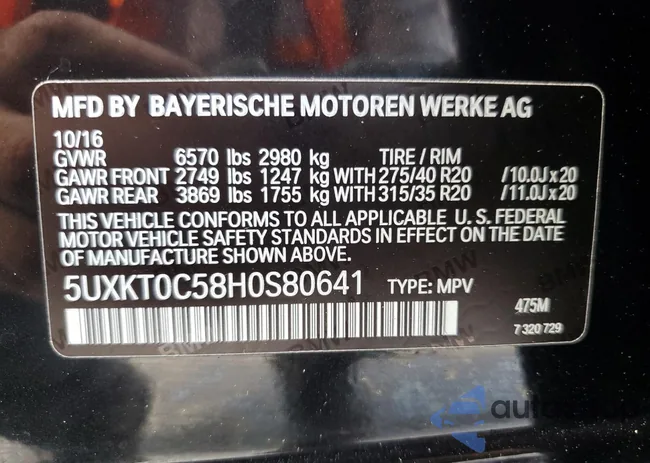 MFD BY BAYERISCHE MOTOREN WERKE AG
10/16
GVWR 6570 lbs 2980 kg TIRE / RIM
GAWR FRONT 2749 lbs 1247 kg WITH 275/40 R20 /10.0J x 20
GAWR REAR 3869 lbs 1755 kg WITH 315/35 R20 /11.0J x 20
THIS VEHICLE CONFORMS TO ALL APPLICABLE U. S. FEDERAL
MOTOR VEHICLE SAFETY STANDARDS IN EFFECT ON THE DATE
OF MANUFACTURE SHOWN ABOVE.
5UXKT0C58H0S80641 TYPE: MPV
475M
7 320 729